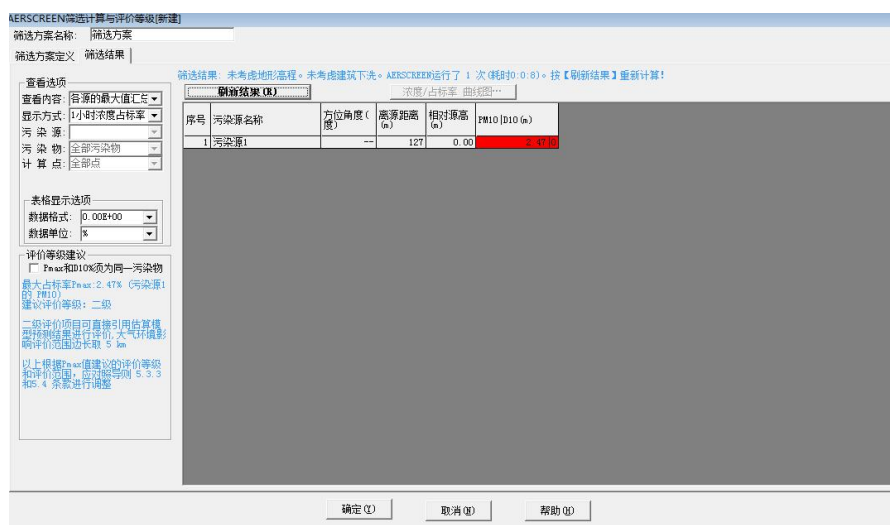 AERSCREEN筛选计算与评价等级[新建]
筛选方案名称: 筛选方案
筛选方案定义 筛选结果
查看选项
查看内容: 各源的最大值汇总
显示方式: 1小时浓度占标率
污 染 源:
污 染 物: 全部污染物
计 算 点: 全部点
表格显示选项
数据格式: 0.00E+00
数据单位: %
评价等级建议
Pmax和D10%须为同一污染物
最大占标率Pmax:2.47% (污染源1
的 PM10)
建议评价等级: 二级
二级评价项目可直接引用估算模
型预测结果进行评价,大气环境影
响评价范围边长取 5 km
以上根据Pmax值建议的评价等级
和评价范围, 应对照导则 5.3.3
和5.4 条款进行调整
筛选结果: 未考虑地形高程。未考虑建筑下洗。AERSCREEN运行了 1 次(耗时0:0:8)。按【刷新结果】重新计算!
刷新结果(R) 浓度/占标率 曲线图…
序号 污染源名称 方位角度(度) 离源距离(m) 相对源高(m) PM10|D10(m)
1 污染源1 -- 127 0.00 2.47|0
确定(Y) 取消(N) 帮助(H)